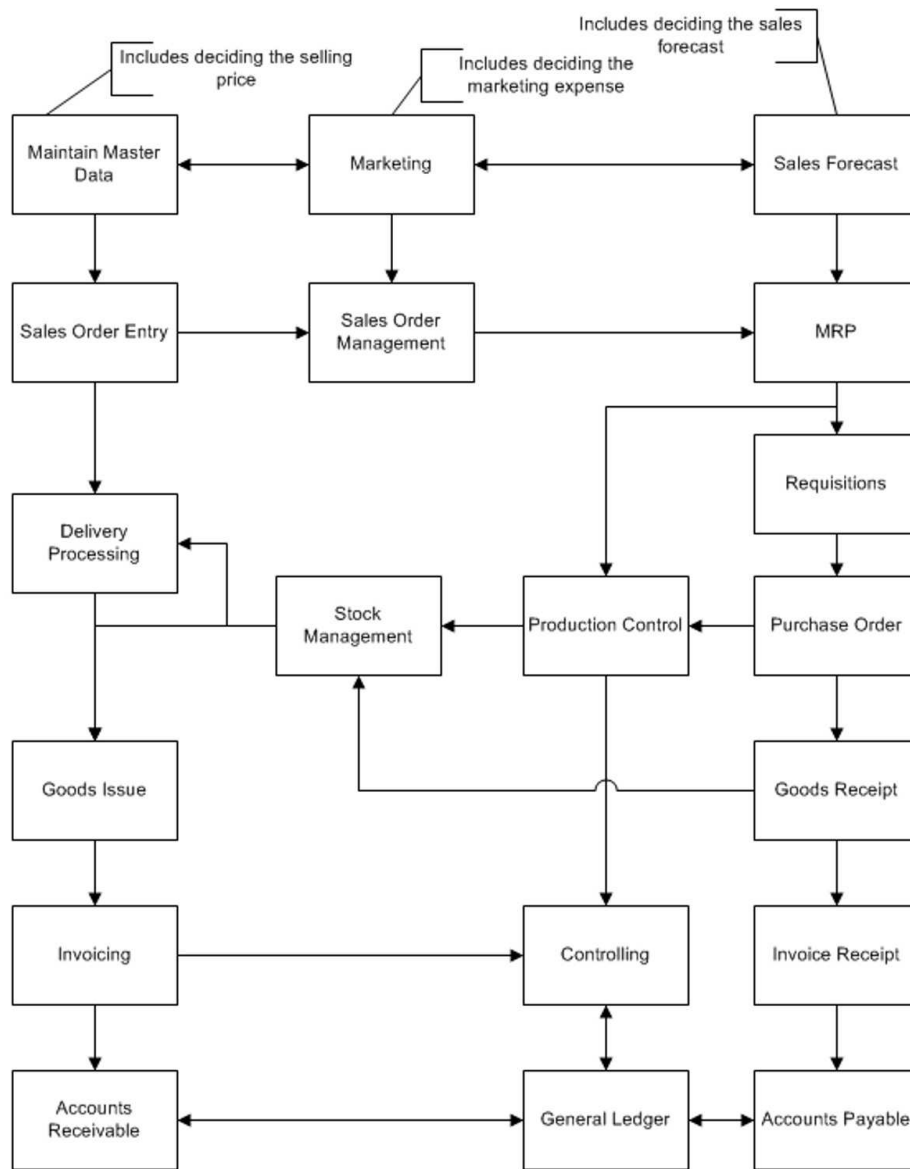 Includes deciding the selling
price
Includes deciding the
marketing expense
Includes deciding the sales
forecast
Maintain Master
Data
Marketing
Sales Forecast
Sales Order Entry
Sales Order
Management
MRP
Requisitions
Delivery
Processing
Stock
Management
Production Control
Purchase Order
Goods Issue
Goods Receipt
Invoicing
Controlling
Invoice Receipt
Accounts
Receivable
General Ledger
Accounts Payable